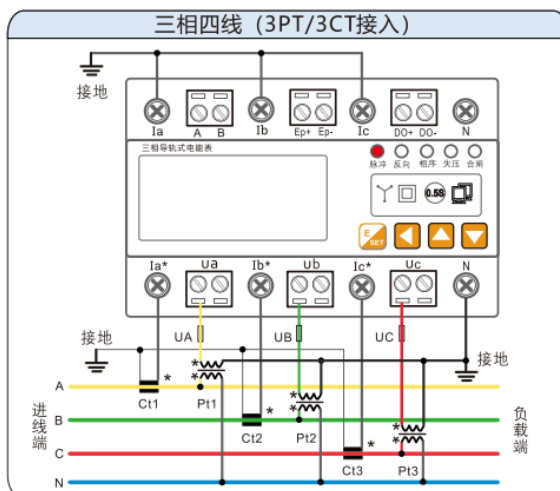 三相四线（3PT/3CT接入）
接地
Ia A B Ib Ep+ Ep- Ic DO+ DO- N
三相导轨式电能表
脉冲 反向 相序 失压 合闸
0.5S
E SET
Ia* Ua Ib* Ub Ic* Uc N
接地 UA UB UC 接地
* * * * * *
* * *
A Ct1 Pt1
进线端 B Ct2 Pt2 负载端
C Ct3 Pt3
N